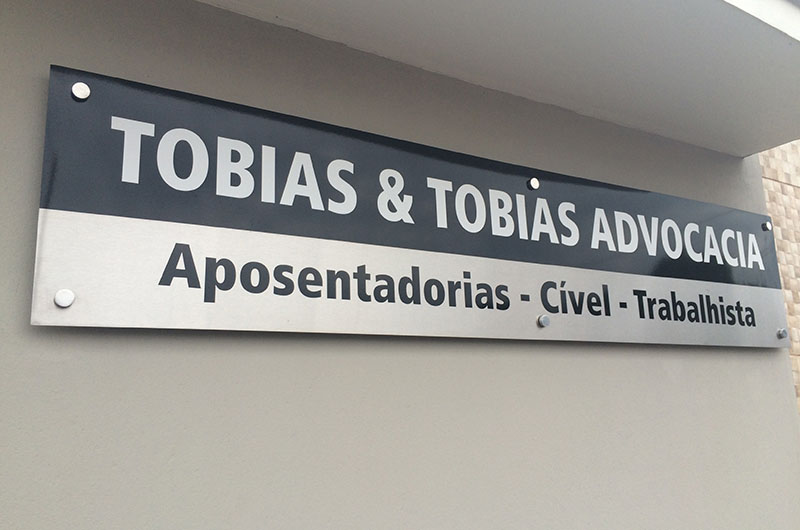 TOBIAS & TOBIAS ADVOCACIA
Aposentadorias - Cível - Trabalhista